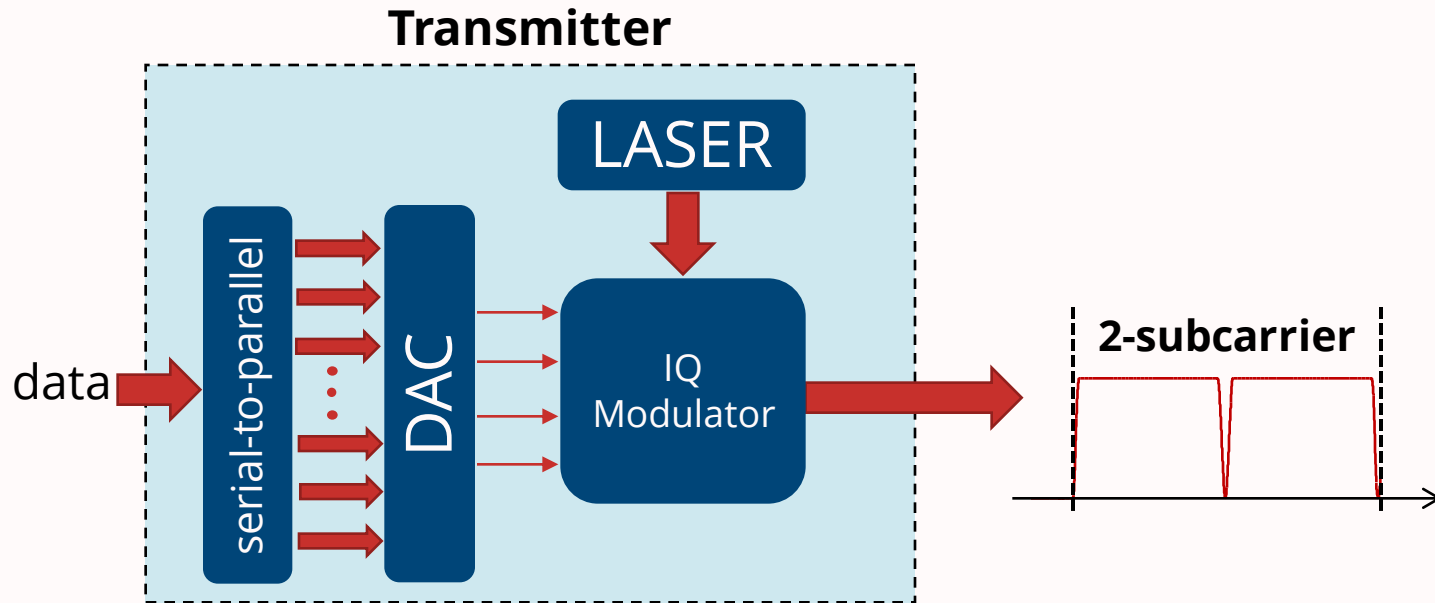 Transmitter
LASER
serial-to-parallel
DAC
data
IQ
Modulator
2-subcarrier